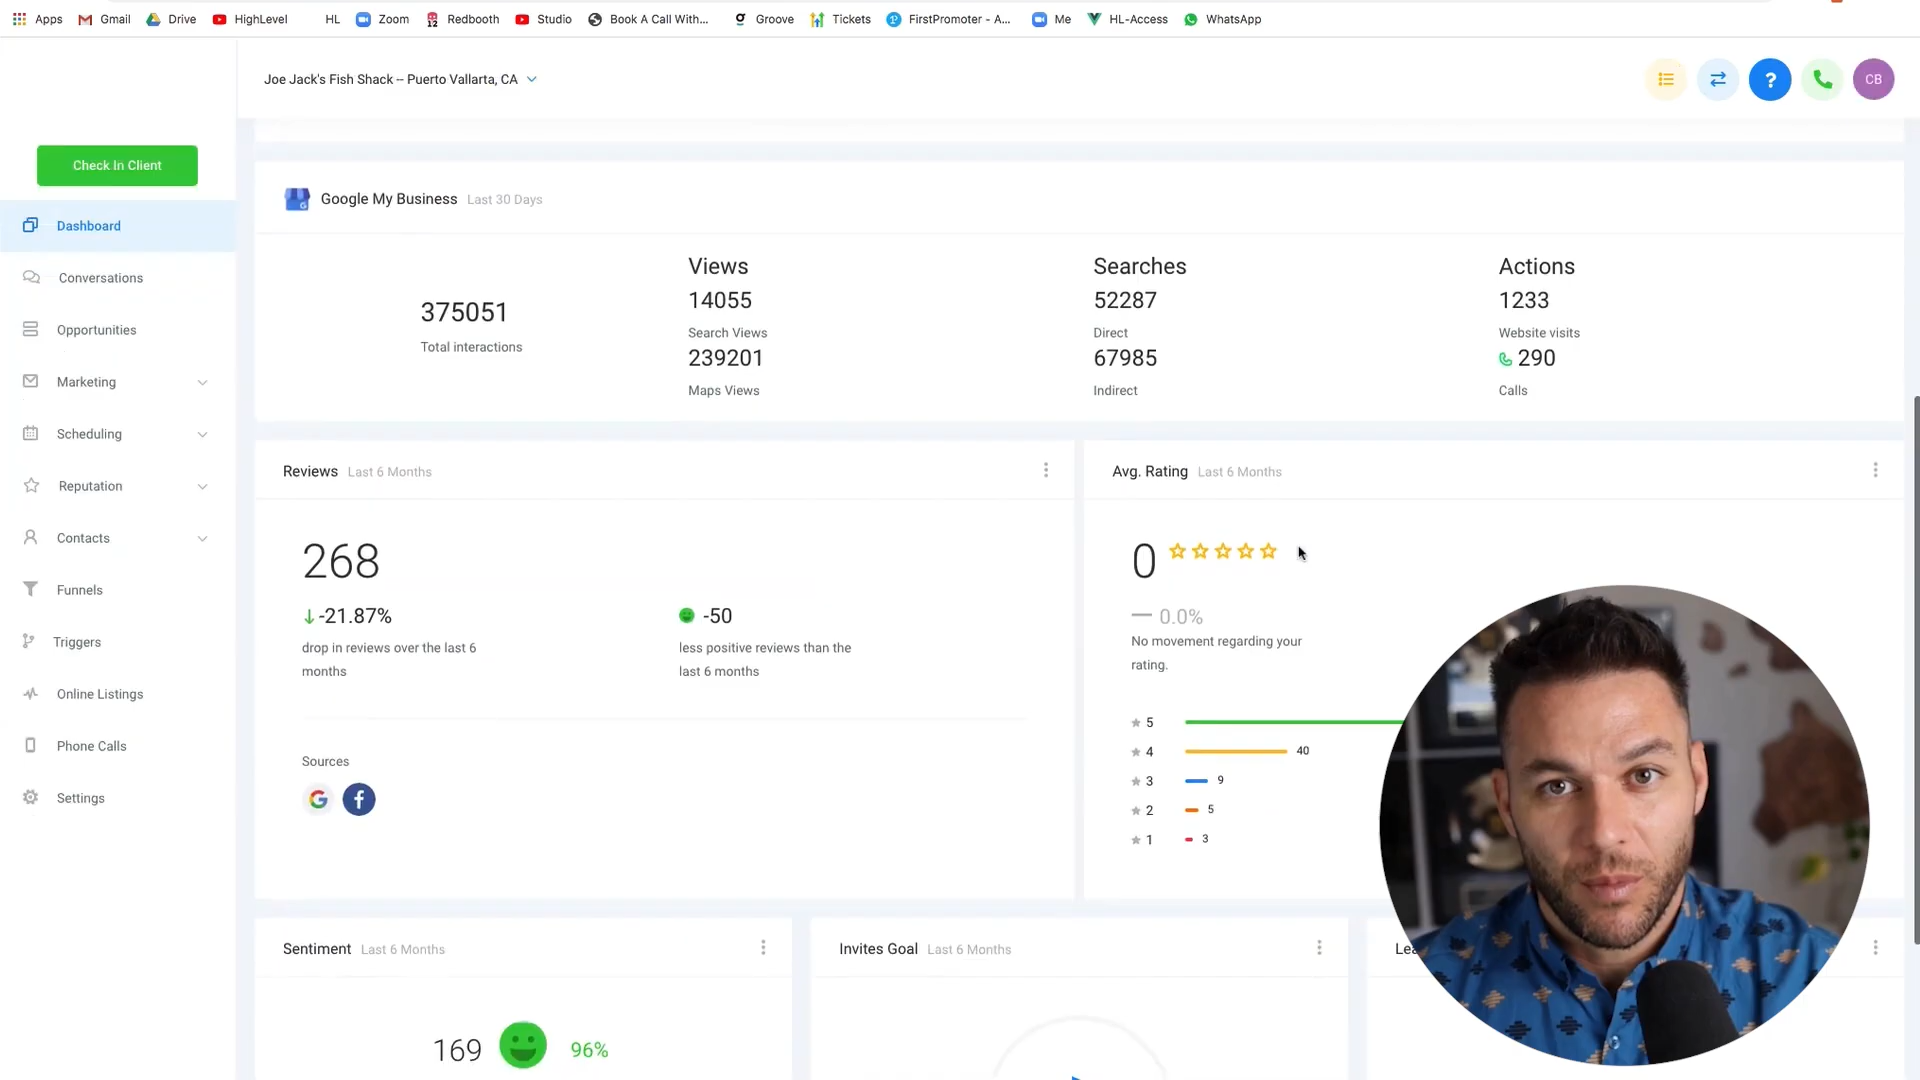 Apps Gmail Drive HighLevel HL Zoom 12 Redbooth Studio Book A Call With... Groove Tickets FirstPromoter - A... Me HL-Access WhatsApp
Joe Jack's Fish Shack -- Puerto Vallarta, CA
? CB
Check In Client
Dashboard
Conversations
Opportunities
Marketing
Scheduling
Reputation
Contacts
Funnels
Triggers
Online Listings
Phone Calls
Settings
Google My Business Last 30 Days
375051
Total interactions
Views
14055
Search Views
239201
Maps Views
Searches
52287
Direct
67985
Indirect
Actions
1233
Website visits
290
Calls
Reviews Last 6 Months
268
-21.87%
drop in reviews over the last 6
months
-50
less positive reviews than the
last 6 months
Sources
Avg. Rating Last 6 Months
0
0.0%
No movement regarding your
rating.
5
4 40
3 9
2 5
1 3
Sentiment Last 6 Months
169 96%
Invites Goal Last 6 Months